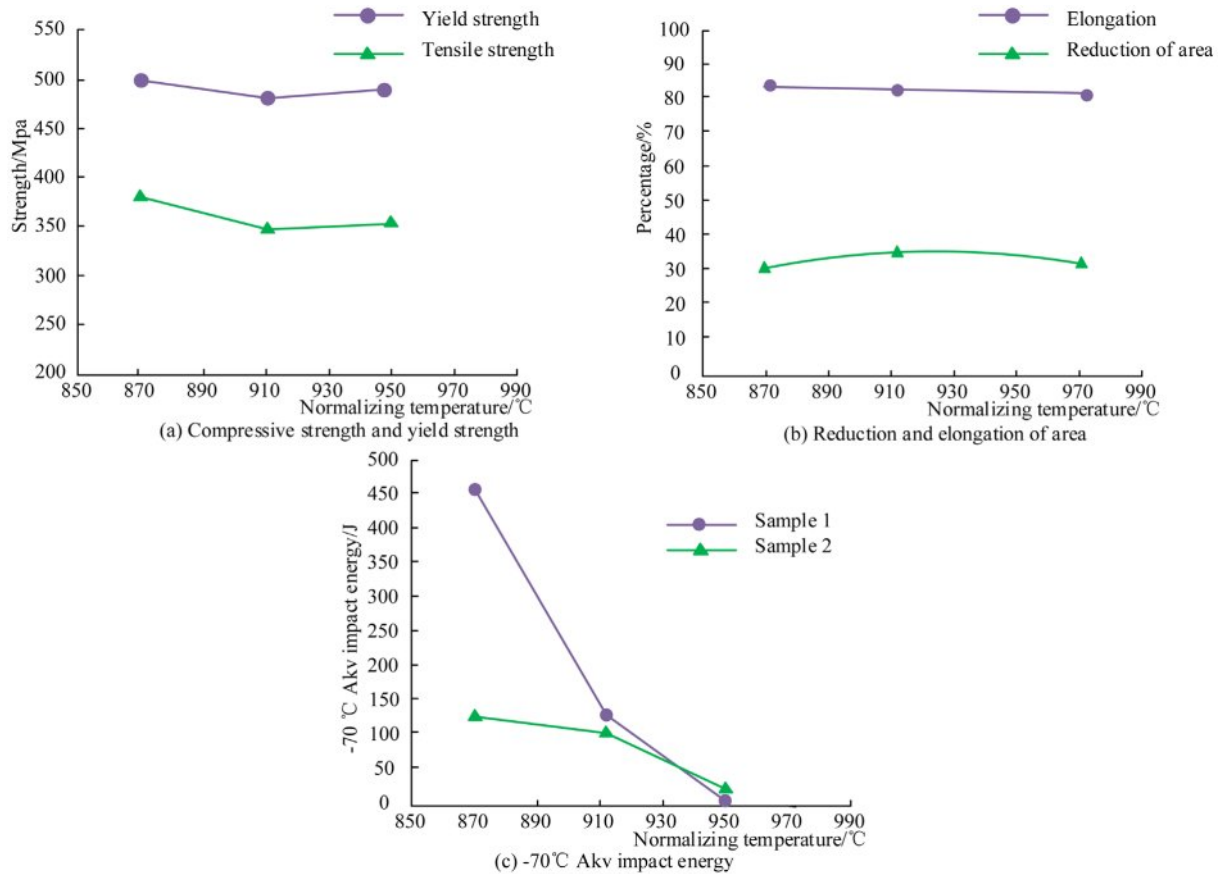 Yield strength
Tensile strength
550
500
450
400
350
300
250
200
Strength/Mpa
850 870 890 910 930 950 970 990
Normalizing temperature/℃
(a) Compressive strength and yield strength
Elongation
Reduction of area
100
90
80
70
60
50
40
30
20
10
0
Percentage/%
850 870 890 910 930 950 970 990
Normalizing temperature/℃
(b) Reduction and elongation of area
Sample 1
Sample 2
500
450
400
350
300
250
200
150
100
50
0
-70 ℃ Akv impact energy/J
850 870 890 910 930 950 970 990
Normalizing temperature/℃
(c) -70℃ Akv impact energy